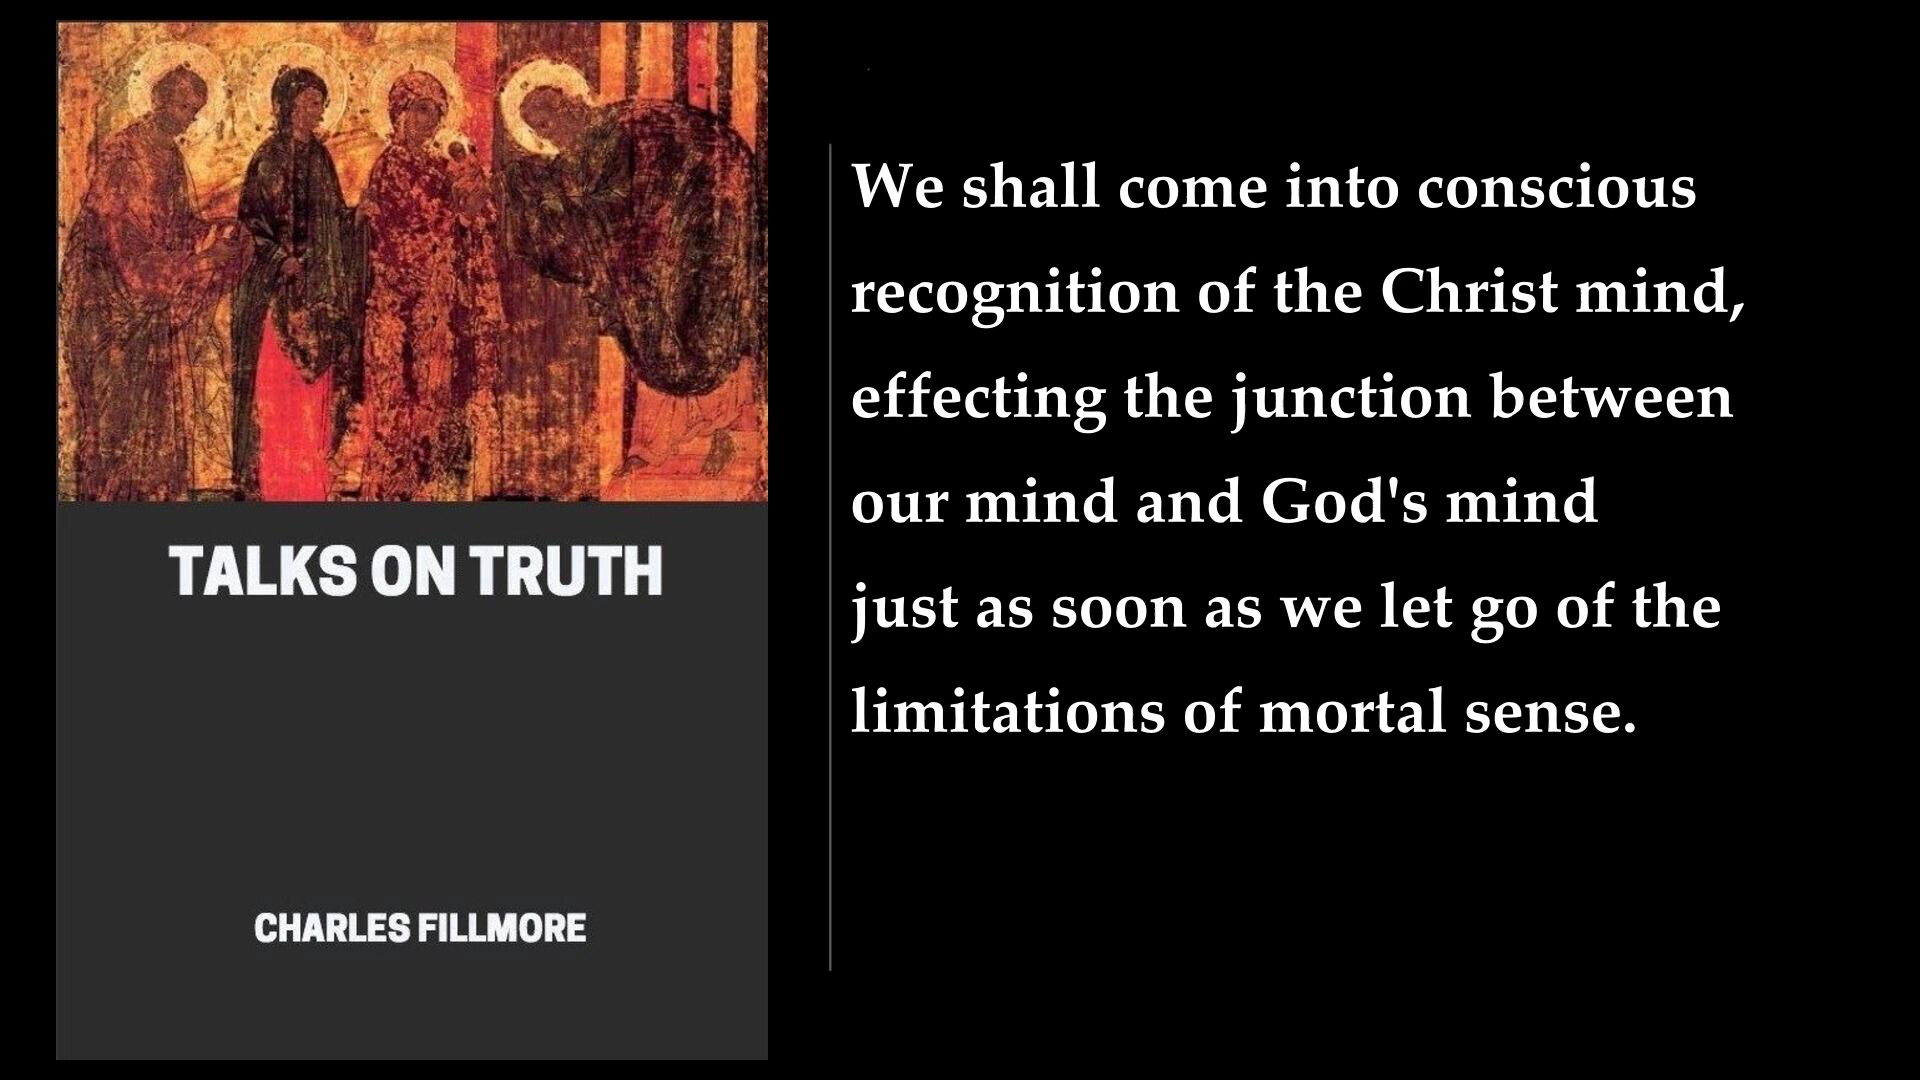 TALKS ON TRUTH
CHARLES FILLMORE
We shall come into conscious
recognition of the Christ mind,
effecting the junction between
our mind and God's mind
just as soon as we let go of the
limitations of mortal sense.